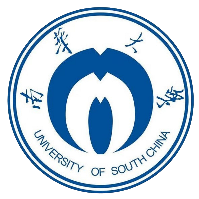 南华大学
UNIVERSITY OF SOUTH CHINA